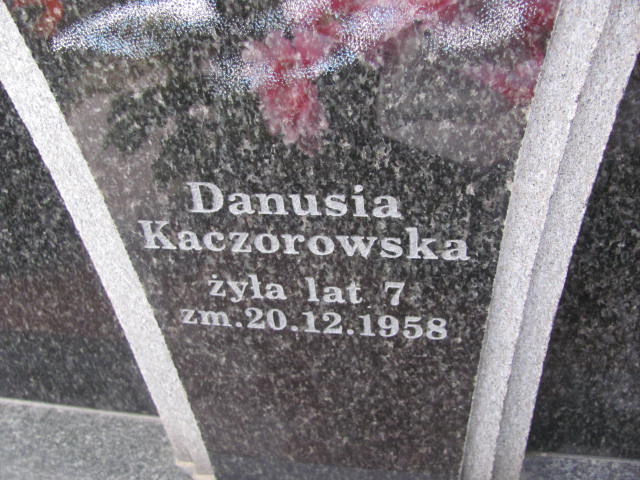 Danusia
Kaczorowska
żyła lat 7
zm.20.12.1958